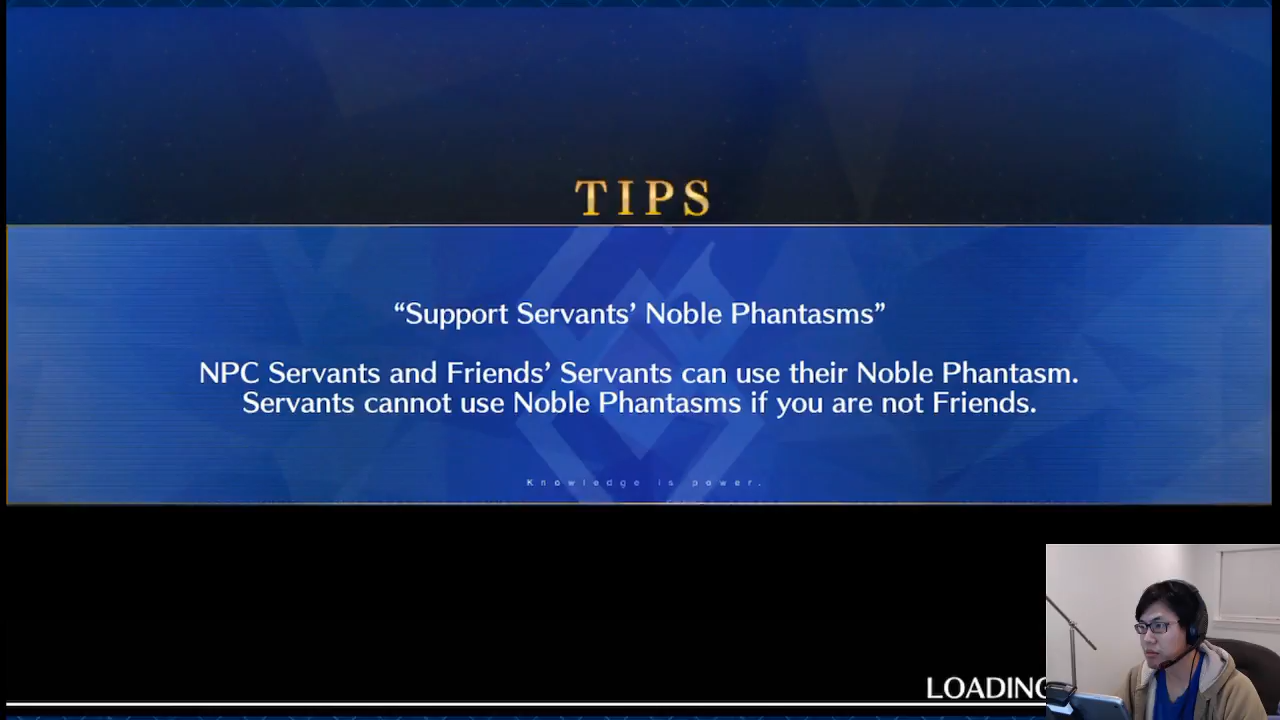 TIPS
“Support Servants’ Noble Phantasms”
NPC Servants and Friends’ Servants can use their Noble Phantasm.
Servants cannot use Noble Phantasms if you are not Friends.
Knowledge is power.
LOADING